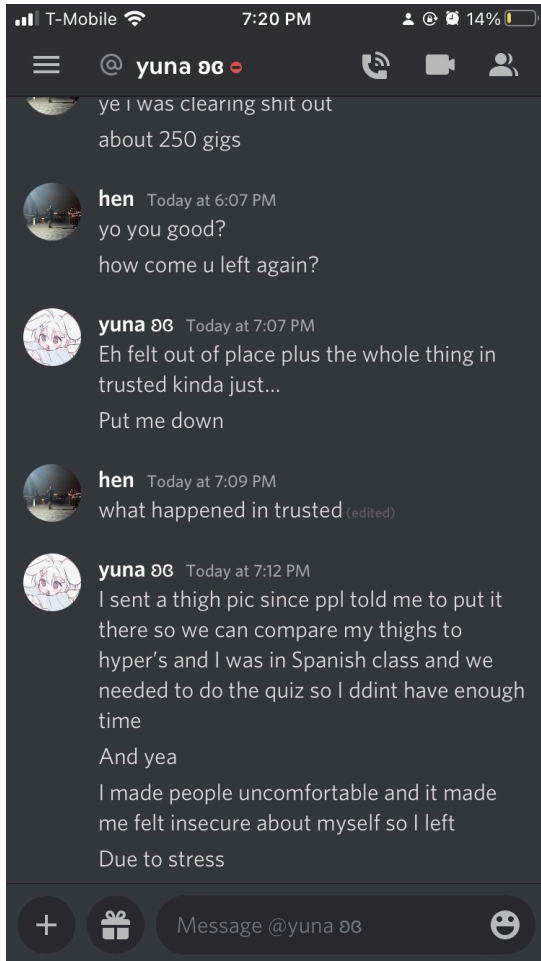 T-Mobile 7:20 PM 14%
@ yuna ʚɞ
ye i was clearing shit out
about 250 gigs
hen Today at 6:07 PM
yo you good?
how come u left again?
yuna ʚɞ Today at 7:07 PM
Eh felt out of place plus the whole thing in
trusted kinda just...
Put me down
hen Today at 7:09 PM
what happened in trusted (edited)
yuna ʚɞ Today at 7:12 PM
I sent a thigh pic since ppl told me to put it
there so we can compare my thighs to
hyper's and I was in Spanish class and we
needed to do the quiz so I ddint have enough
time
And yea
I made people uncomfortable and it made
me felt insecure about myself so I left
Due to stress
Message @yuna ʚɞ